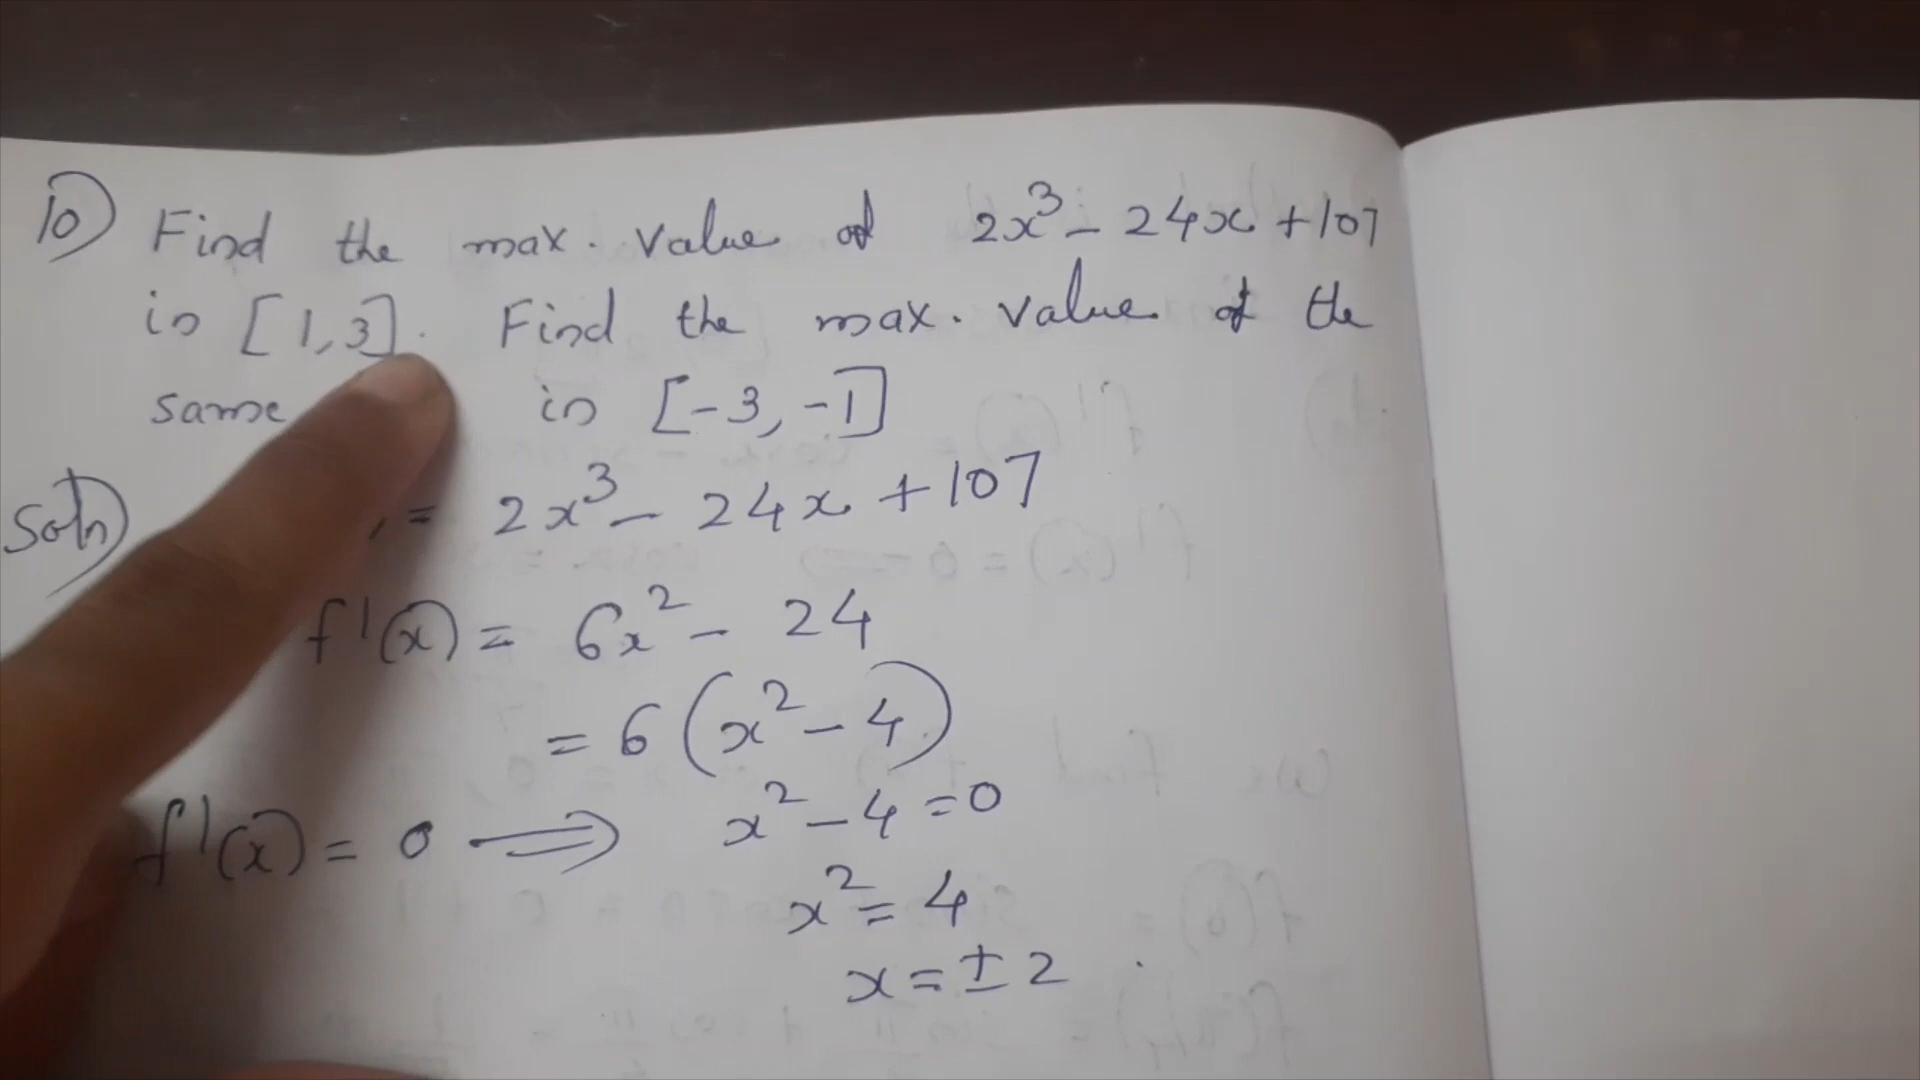 10) Find the max. value of 2x³ - 24x + 107
in [1,3]. Find the max. value of the
same in [-3, -1]
Soln) = 2x³ - 24x + 107
f'(x) = 6x² - 24
= 6(x² - 4)
f'(x) = 0 ⟹ x² - 4 = 0
x² = 4
x = ± 2